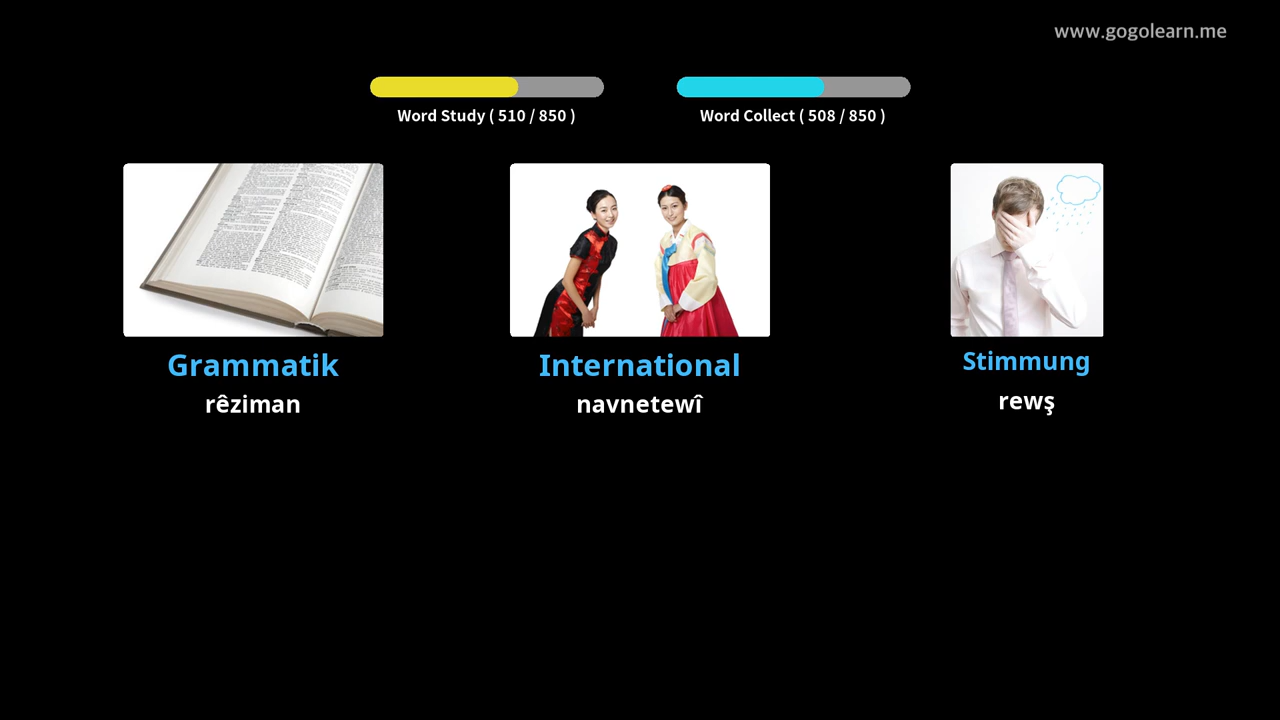 www.gogolearn.me
Word Study ( 510 / 850 )
Word Collect ( 508 / 850 )
Grammatik
rêziman
International
navnetewî
Stimmung
rewş